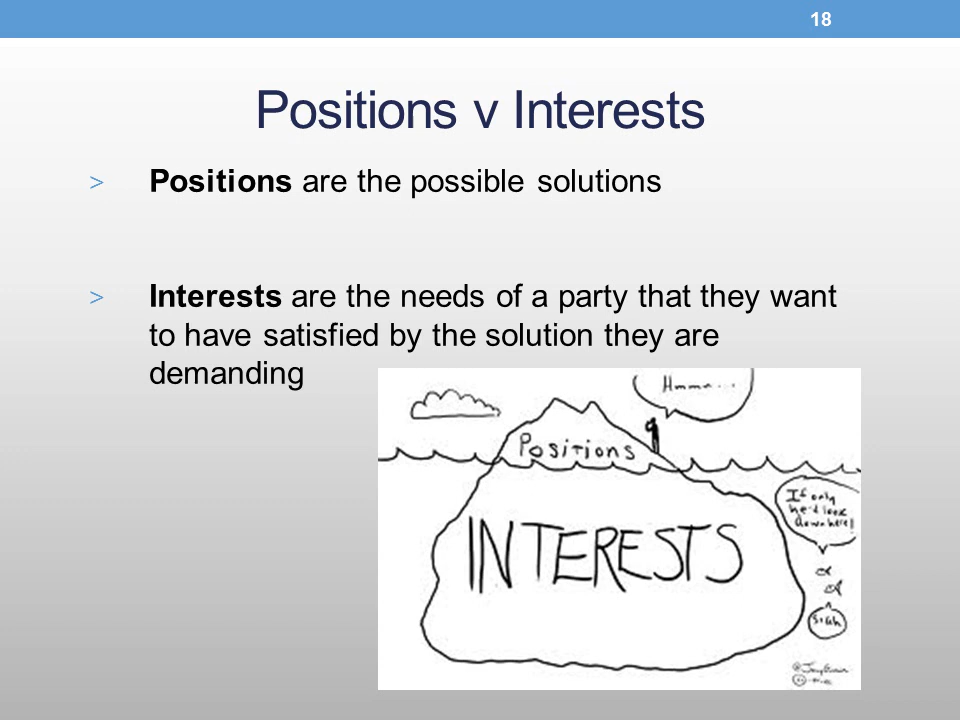 18
Positions v Interests
> Positions are the possible solutions
> Interests are the needs of a party that they want
to have satisfied by the solution they are
demanding
Hmmm...
Positions
INTERESTS
If only
he'd look
down here!
sigh